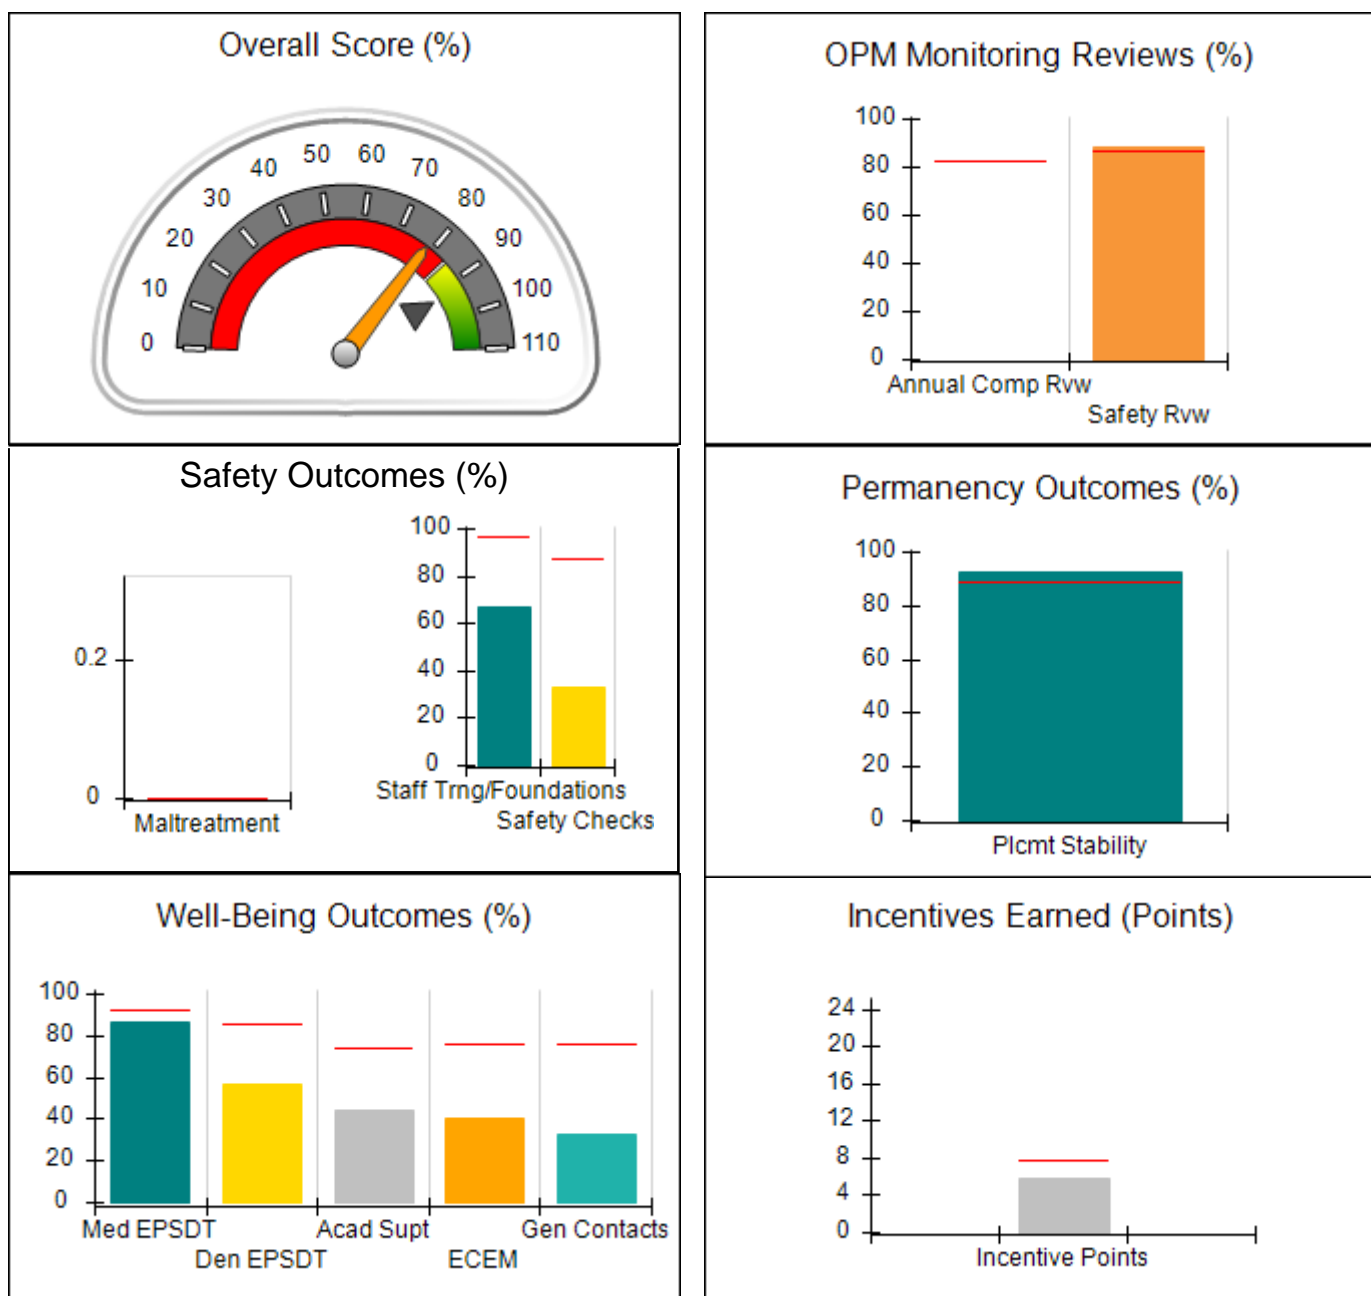 Overall Score (%)
0
10
20
30
40
50
60
70
80
90
100
110
OPM Monitoring Reviews (%)
100
80
60
40
20
0
Annual Comp Rvw
Safety Rvw
Safety Outcomes (%)
0.2
0
Maltreatment
100
80
60
40
20
0
Staff Trng/Foundations
Safety Checks
Permanency Outcomes (%)
100
80
60
40
20
0
Plcmt Stability
Well-Being Outcomes (%)
100
80
60
40
20
0
Med EPSDT
Den EPSDT
Acad Supt
ECEM
Gen Contacts
Incentives Earned (Points)
24
20
16
12
8
4
0
Incentive Points